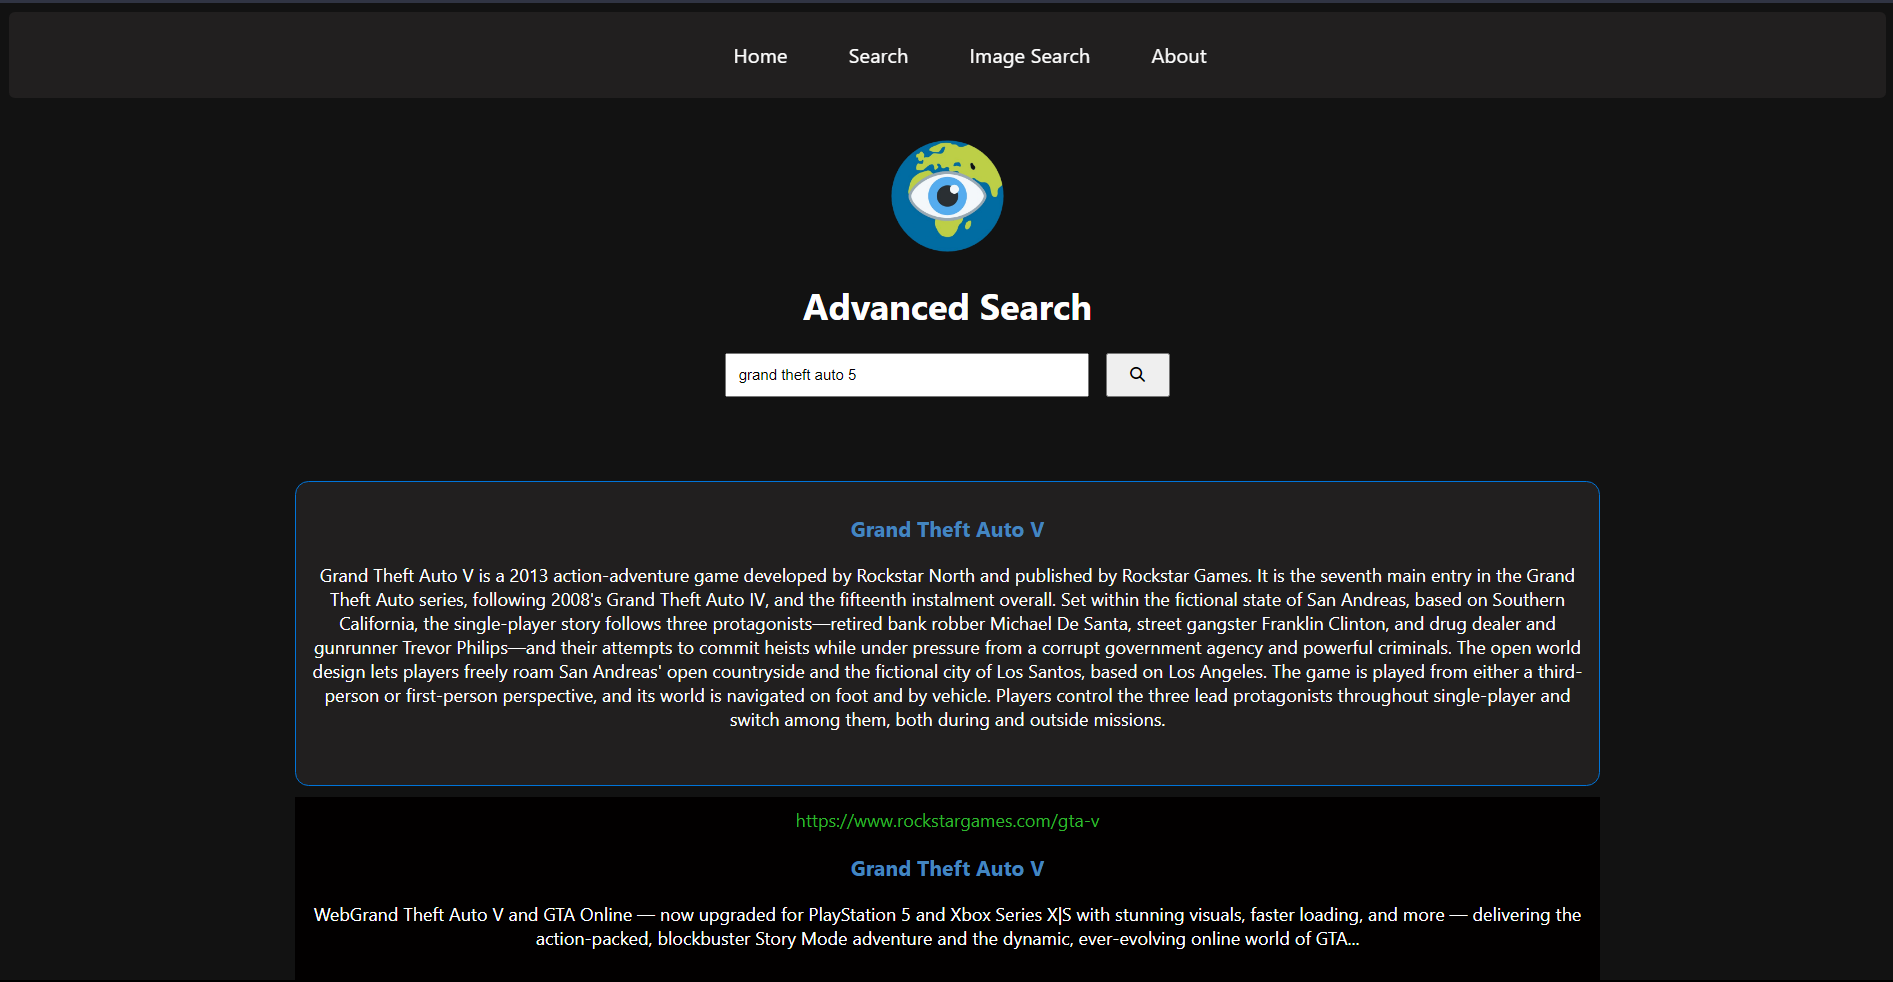 Home Search Image Search About
Advanced Search
grand theft auto 5
Grand Theft Auto V
Grand Theft Auto V is a 2013 action-adventure game developed by Rockstar North and published by Rockstar Games. It is the seventh main entry in the Grand
Theft Auto series, following 2008's Grand Theft Auto IV, and the fifteenth instalment overall. Set within the fictional state of San Andreas, based on Southern
California, the single-player story follows three protagonists—retired bank robber Michael De Santa, street gangster Franklin Clinton, and drug dealer and
gunrunner Trevor Philips—and their attempts to commit heists while under pressure from a corrupt government agency and powerful criminals. The open world
design lets players freely roam San Andreas' open countryside and the fictional city of Los Santos, based on Los Angeles. The game is played from either a third-
person or first-person perspective, and its world is navigated on foot and by vehicle. Players control the three lead protagonists throughout single-player and
switch among them, both during and outside missions.
https://www.rockstargames.com/gta-v
Grand Theft Auto V
WebGrand Theft Auto V and GTA Online — now upgraded for PlayStation 5 and Xbox Series X|S with stunning visuals, faster loading, and more — delivering the
action-packed, blockbuster Story Mode adventure and the dynamic, ever-evolving online world of GTA...